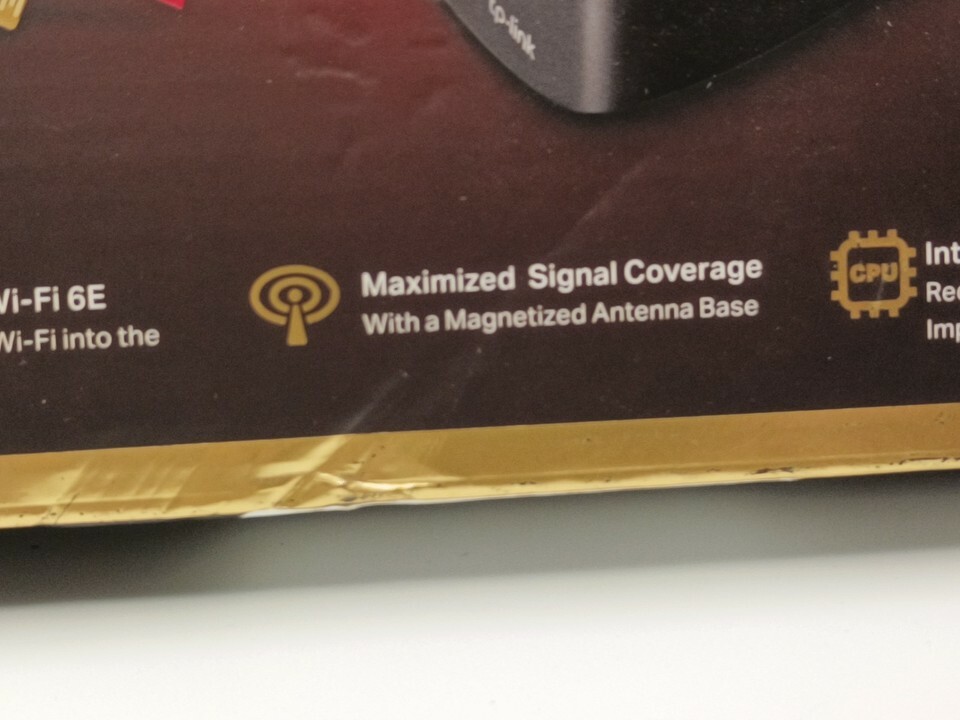 tp-link
Wi-Fi 6E
Wi-Fi into the
Maximized Signal Coverage
With a Magnetized Antenna Base
CPU
Int
Red
Imp